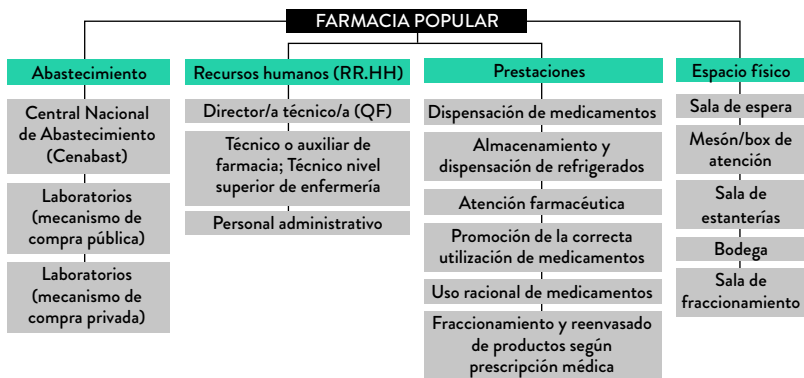 FARMACIA POPULAR
Abastecimiento
Central Nacional
de Abastecimiento
(Cenabast)
Laboratorios
(mecanismo de
compra pública)
Laboratorios
(mecanismo de
compra privada)
Recursos humanos (RR.HH)
Director/a técnico/a (QF)
Técnico o auxiliar de
farmacia; Técnico nivel
superior de enfermería
Personal administrativo
Prestaciones
Dispensación de medicamentos
Almacenamiento y
dispensación de refrigerados
Atención farmacéutica
Promoción de la correcta
utilización de medicamentos
Uso racional de medicamentos
Fraccionamiento y reenvasado
de productos según
prescripción médica
Espacio físico
Sala de espera
Mesón/box de
atención
Sala de
estanterías
Bodega
Sala de
fraccionamiento